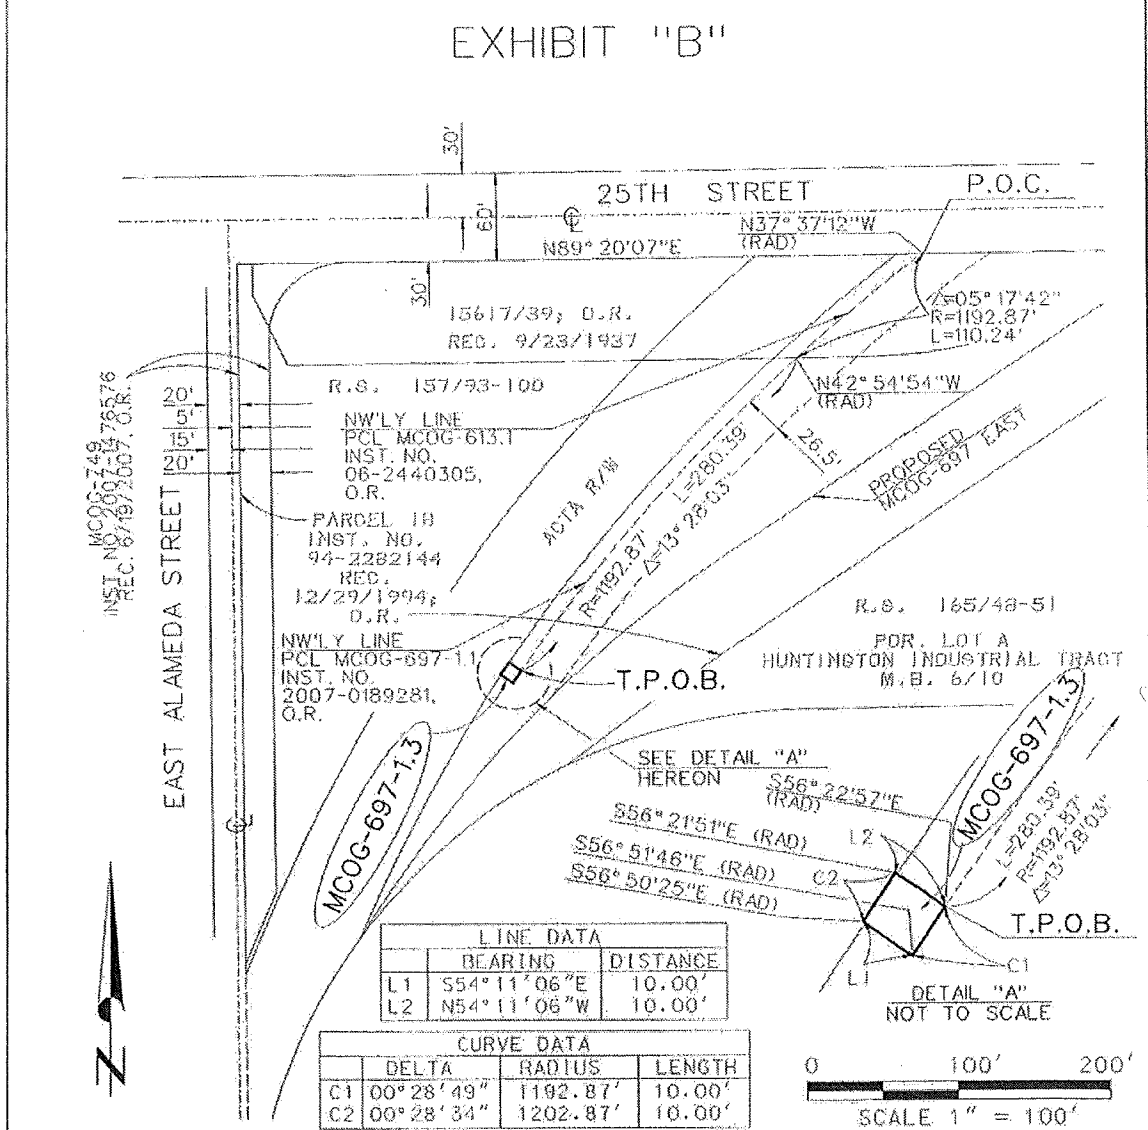 EXHIBIT "B"
30'
25TH STREET
P.O.C.
60'
N37°37'12"W
(RAD)
N89°20'07"E
30'
15617/39; O.R.
REC. 9/23/1937
Δ=05°17'42"
R=1192.87'
L=110.24'
R.S. 157/93-100
N42°54'54"W
(RAD)
MCOG-749
INST. NO. 2007-1476576
REC. 6/19/2007, O.R.
20'
5'
15'
20'
NW'LY LINE
PCL MCOG-613.1
INST. NO.
06-2440305,
O.R.
26.5'
PROPOSED
MCOG-697 EAST
ACTA R/W
L=280.39'
R=1192.87'
Δ=13°28'03"
EAST ALAMEDA STREET
PARCEL 1B
INST. NO.
94-2282144
REC.
12/29/1994;
O.R.
R.S. 165/48-51
POR. LOT A
HUNTINGTON INDUSTRIAL TRACT
M.B. 6/10
NW'LY LINE
PCL MCOG-697-1.1
INST. NO.
2007-0189281,
O.R.
T.P.O.B.
MCOG-697-1.3
SEE DETAIL "A"
HEREON
MCOG-697-1.3
S56°22'57"E
(RAD)
S56°21'51"E (RAD)
L2
S56°51'46"E (RAD)
C2
S56°50'25"E (RAD)
L=280.39'
R=1192.87'
Δ=13°28'03"
T.P.O.B.
L1
C1
DETAIL "A"
NOT TO SCALE
LINE DATA
BEARING DISTANCE
L1 S54°11'06"E 10.00'
L2 N54°11'06"W 10.00'
CURVE DATA
DELTA RADIUS LENGTH
C1 00°28'49" 1192.87' 10.00'
C2 00°28'34" 1202.87' 10.00'
N
0 100' 200'
SCALE 1" = 100'